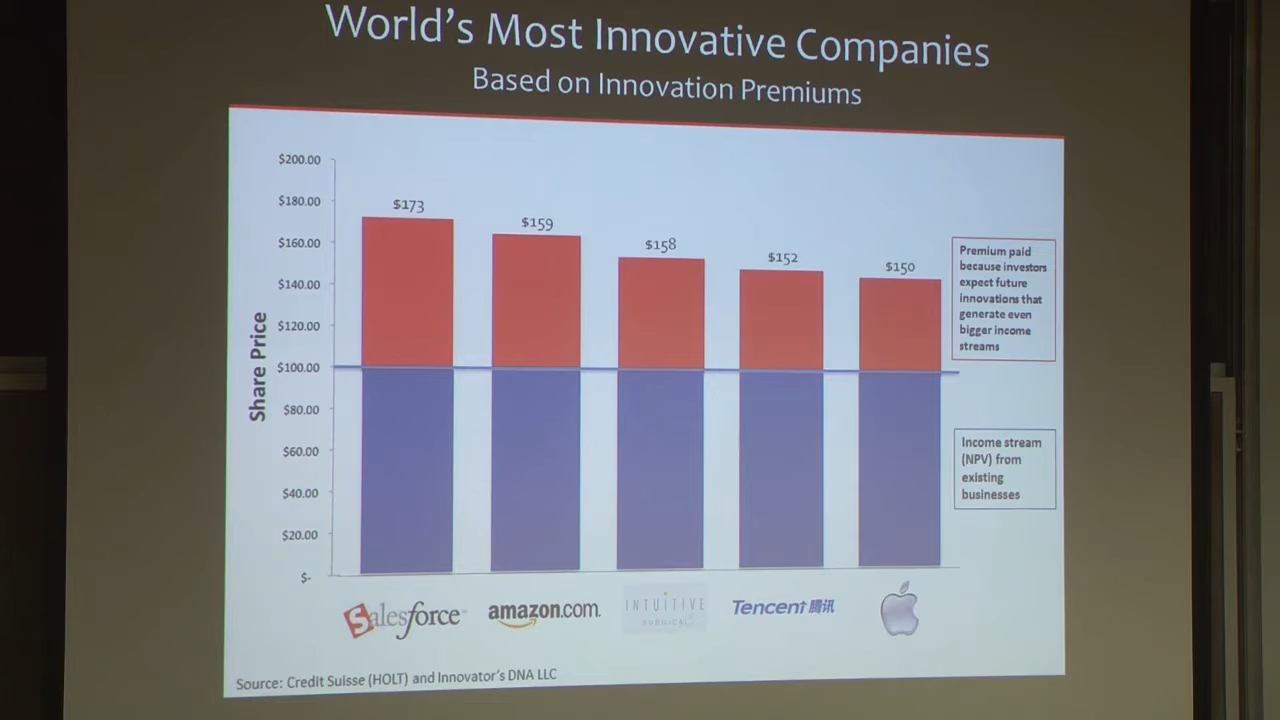 World's Most Innovative Companies
Based on Innovation Premiums
$200.00
$180.00
$160.00
$140.00
$120.00
$100.00
$80.00
$60.00
$40.00
$20.00
$-
Share Price
$173
$159
$158
$152
$150
Premium paid
because investors
expect future
innovations that
generate even
bigger income
streams
Income stream
(NPV) from
existing
businesses
Salesforce
amazon.com.
INTUITIVE
SURGICAL
Tencent 腾讯
Source: Credit Suisse (HOLT) and Innovator's DNA LLC